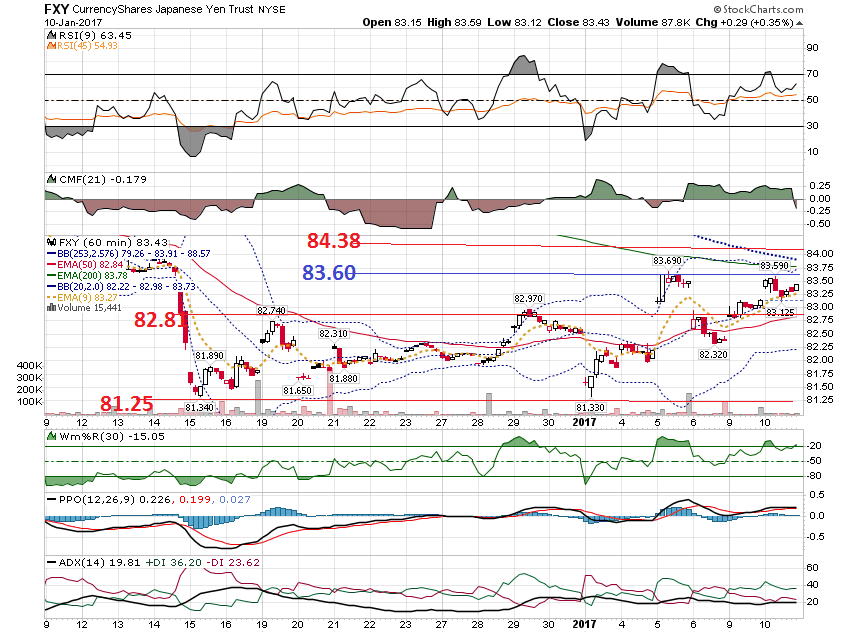 FXY CurrencyShares Japanese Yen Trust NYSE © StockCharts.com
10-Jan-2017 Open 83.15 High 83.59 Low 83.12 Close 83.43 Volume 87.8K Chg +0.29 (+0.35%)
RSI(9) 63.45
RSI(45) 54.93
90
70
50
30
10
CMF(21) -0.179
0.25
0.00
-0.25
-0.50
FXY (60 min) 83.43
BB(253,2.576) 79.26 - 83.91 - 88.57
EMA(50) 82.84
EMA(200) 83.78
BB(20,2.0) 82.22 - 82.98 - 83.73
EMA(9) 83.27
Volume 15,441
84.38
83.60
82.81
81.25
83.690
83.590
83.125
82.970
82.740
82.310
82.320
81.890
81.880
81.650
81.340
81.330
84.00
83.75
83.50
83.25
83.00
82.75
82.50
82.25
82.00
81.75
81.50
81.25
400K
300K
200K
100K
9 12 13 14 15 16 19 20 21 22 23 27 28 29 30 2017 4 5 6 9 10
Wm%R(30) -15.05
-20
-50
-80
PPO(12,26,9) 0.226, 0.199, 0.027
0.5
0.0
-0.5
ADX(14) 19.81 +DI 36.20 -DI 23.62
60
40
20
9 12 13 14 15 16 19 20 21 22 23 27 28 29 30 2017 4 5 6 9 10